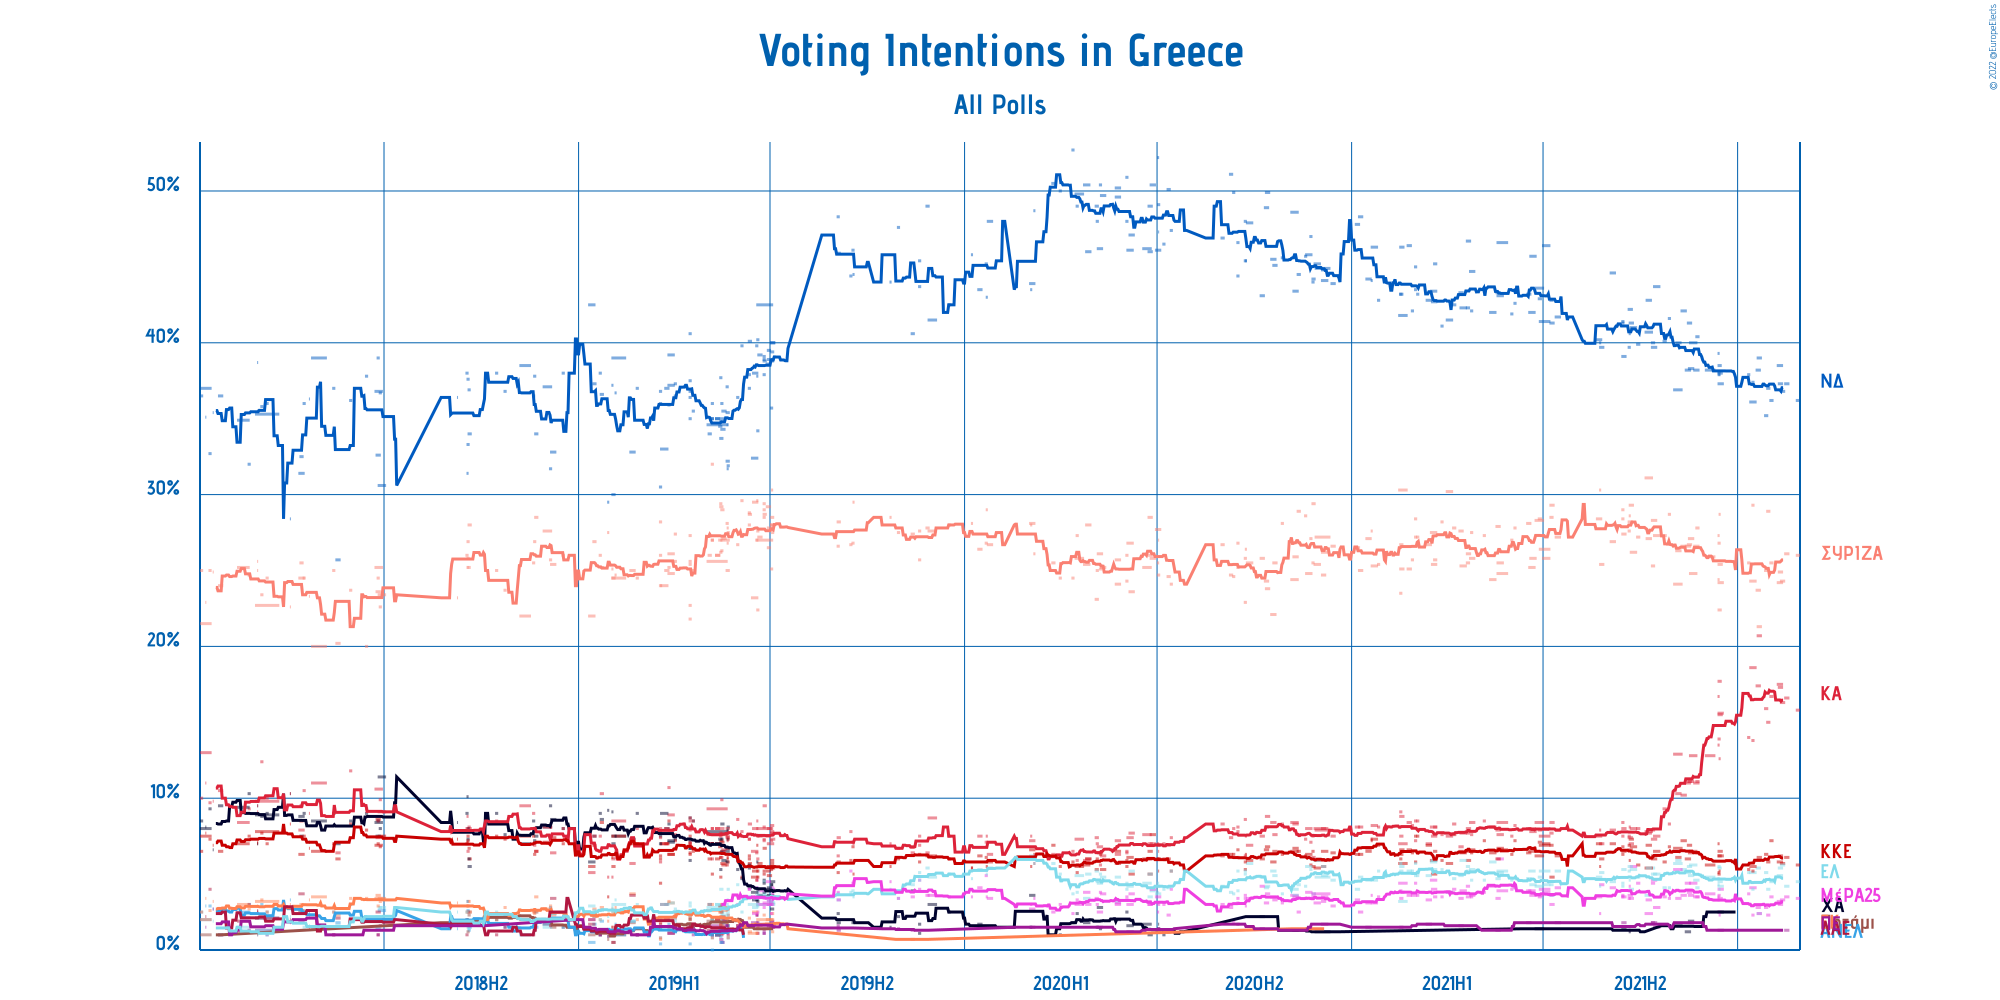 Voting Intentions in Greece
All Polls
© 2022 @EuropeElects
50%
40%
30%
20%
10%
0%
ΝΔ
ΣΥΡΙΖΑ
ΚΑ
ΚΚΕ
ΕΛ
ΜέΡΑ25
ΧΑ
ΑΝΕΛ
2018H2
2019H1
2019H2
2020H1
2020H2
2021H1
2021H2